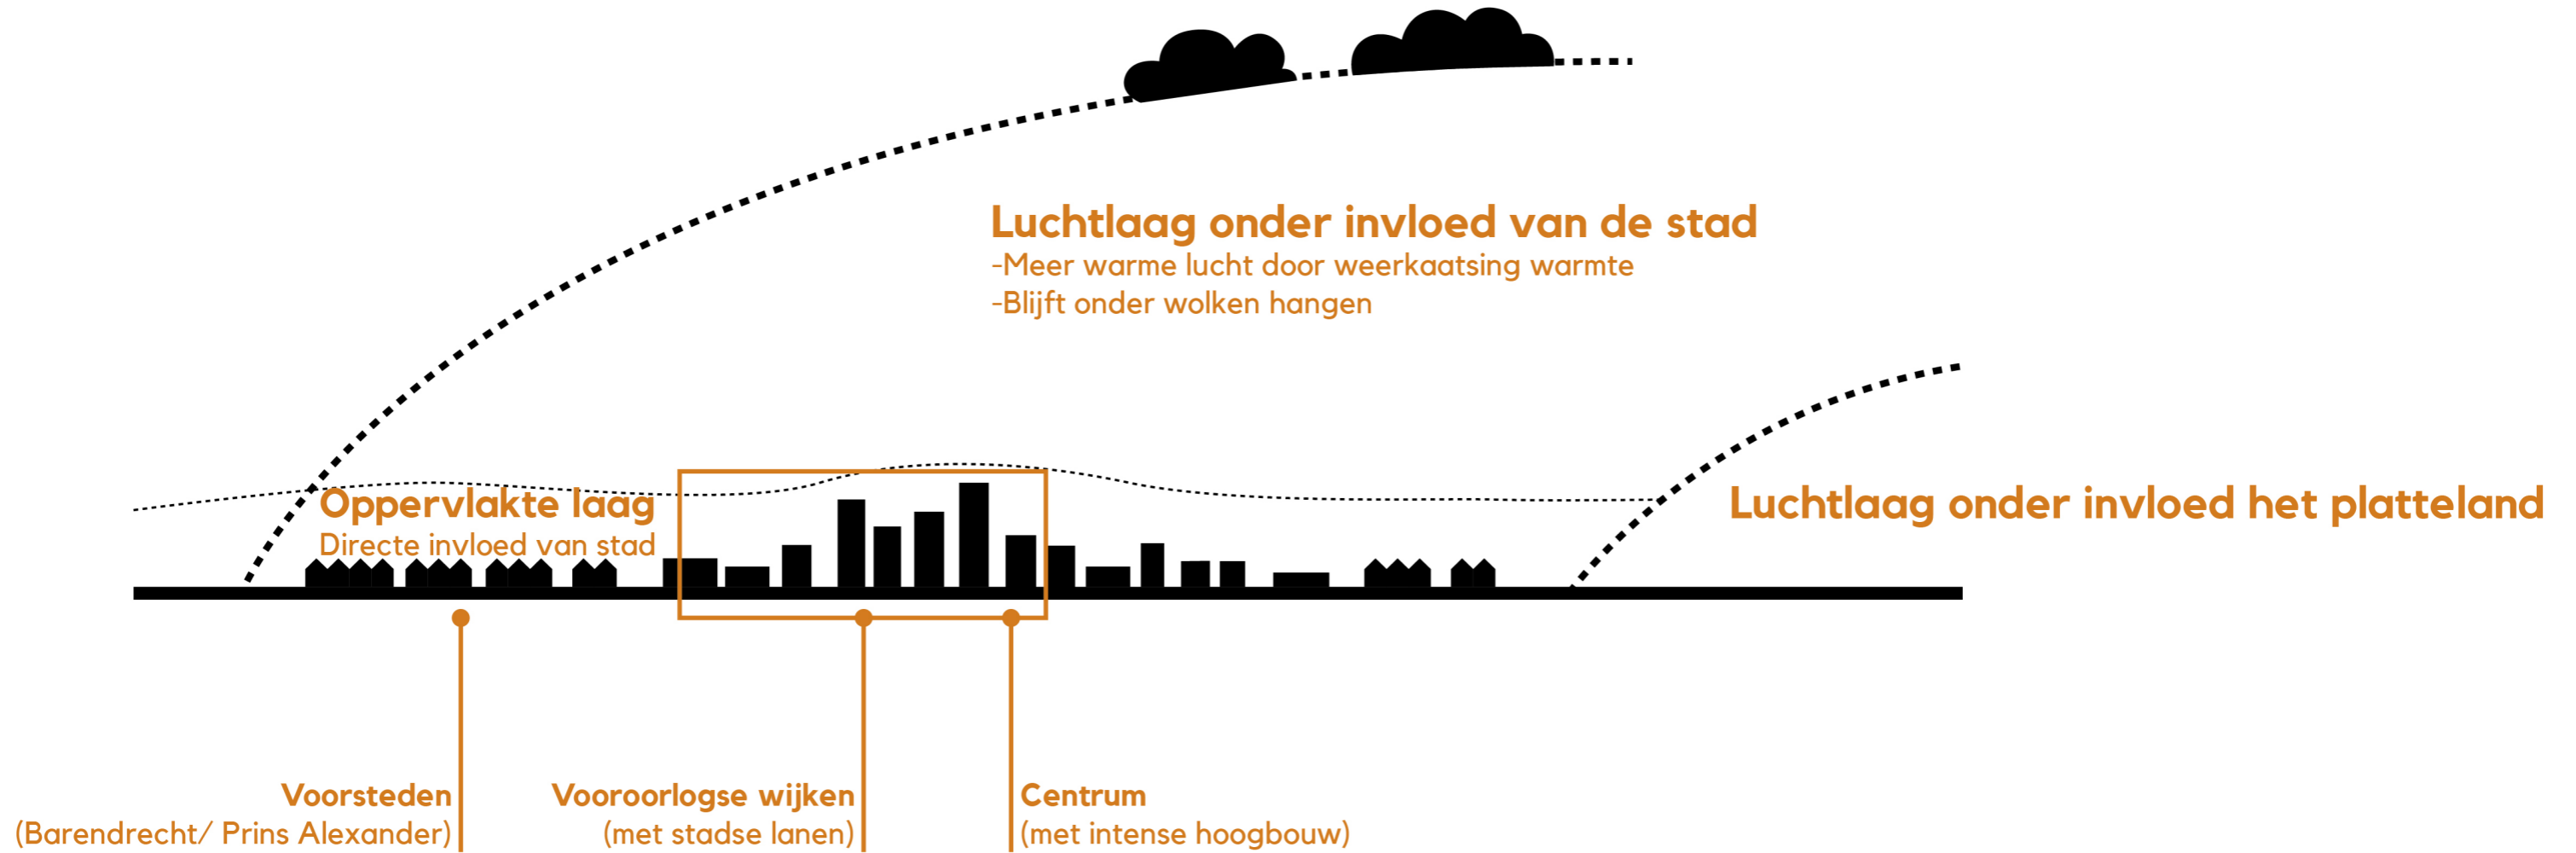 Luchtlaag onder invloed van de stad
-Meer warme lucht door weerkaatsing warmte
-Blijft onder wolken hangen
Oppervlakte laag
Directe invloed van stad
Luchtlaag onder invloed het platteland
Voorsteden
(Barendrecht/ Prins Alexander)
Vooroorlogse wijken
(met stadse lanen)
Centrum
(met intense hoogbouw)